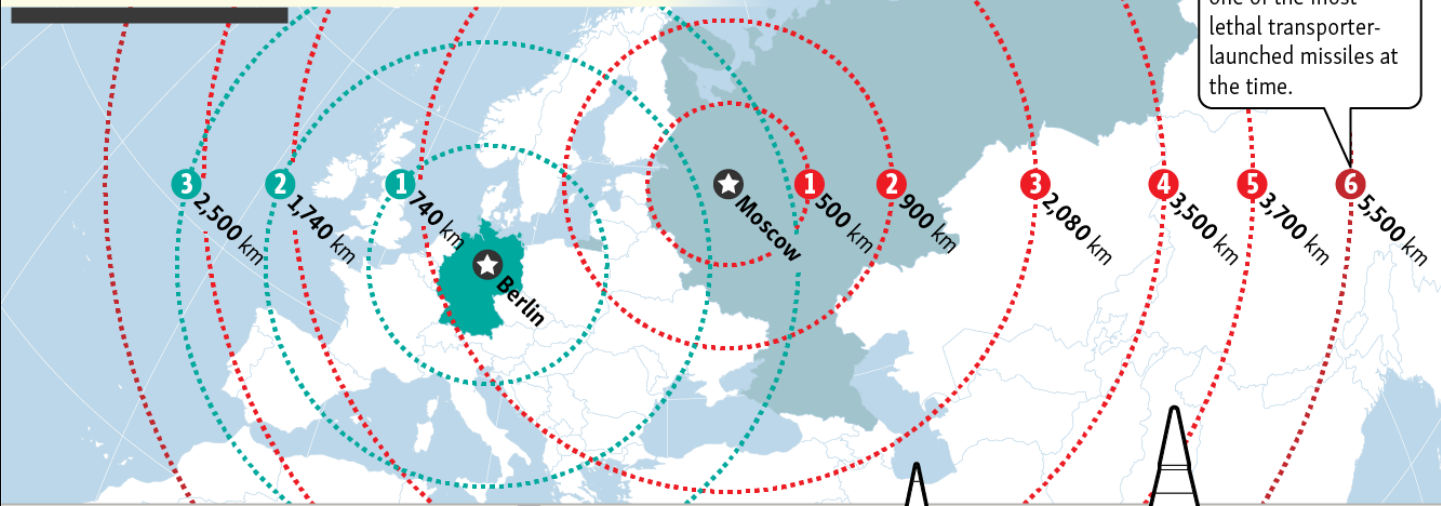 one of the most
lethal transporter-
launched missiles at
the time.
3 2,500 km
2 1,740 km
1 740 km
Berlin
Moscow
1 500 km
2 900 km
3 2,080 km
4 3,500 km
5 3,700 km
6 5,500 km